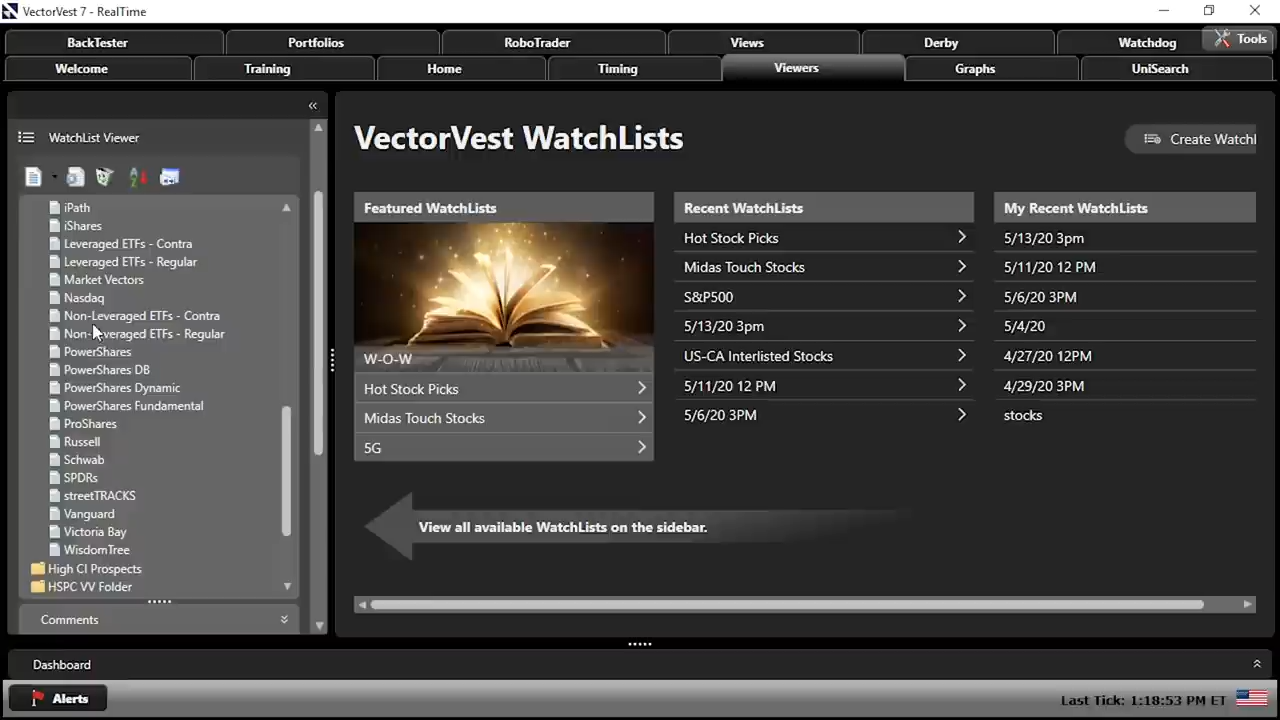 VectorVest 7 - RealTime
BackTester
Portfolios
RoboTrader
Views
Derby
Watchdog
Tools
Welcome
Training
Home
Timing
Viewers
Graphs
UniSearch
WatchList Viewer
iPath
iShares
Leveraged ETFs - Contra
Leveraged ETFs - Regular
Market Vectors
Nasdaq
Non-Leveraged ETFs - Contra
Non-Leveraged ETFs - Regular
PowerShares
PowerShares DB
PowerShares Dynamic
PowerShares Fundamental
ProShares
Russell
Schwab
SPDRs
streetTRACKS
Vanguard
Victoria Bay
WisdomTree
High CI Prospects
HSPC VV Folder
Comments
VectorVest WatchLists
Create Watchl
Featured WatchLists
W-O-W
Hot Stock Picks
Midas Touch Stocks
5G
Recent WatchLists
Hot Stock Picks
Midas Touch Stocks
S&P500
5/13/20 3pm
US-CA Interlisted Stocks
5/11/20 12 PM
5/6/20 3PM
My Recent WatchLists
5/13/20 3pm
5/11/20 12 PM
5/6/20 3PM
5/4/20
4/27/20 12PM
4/29/20 3PM
stocks
View all available WatchLists on the sidebar.
Dashboard
Alerts
Last Tick: 1:18:53 PM ET